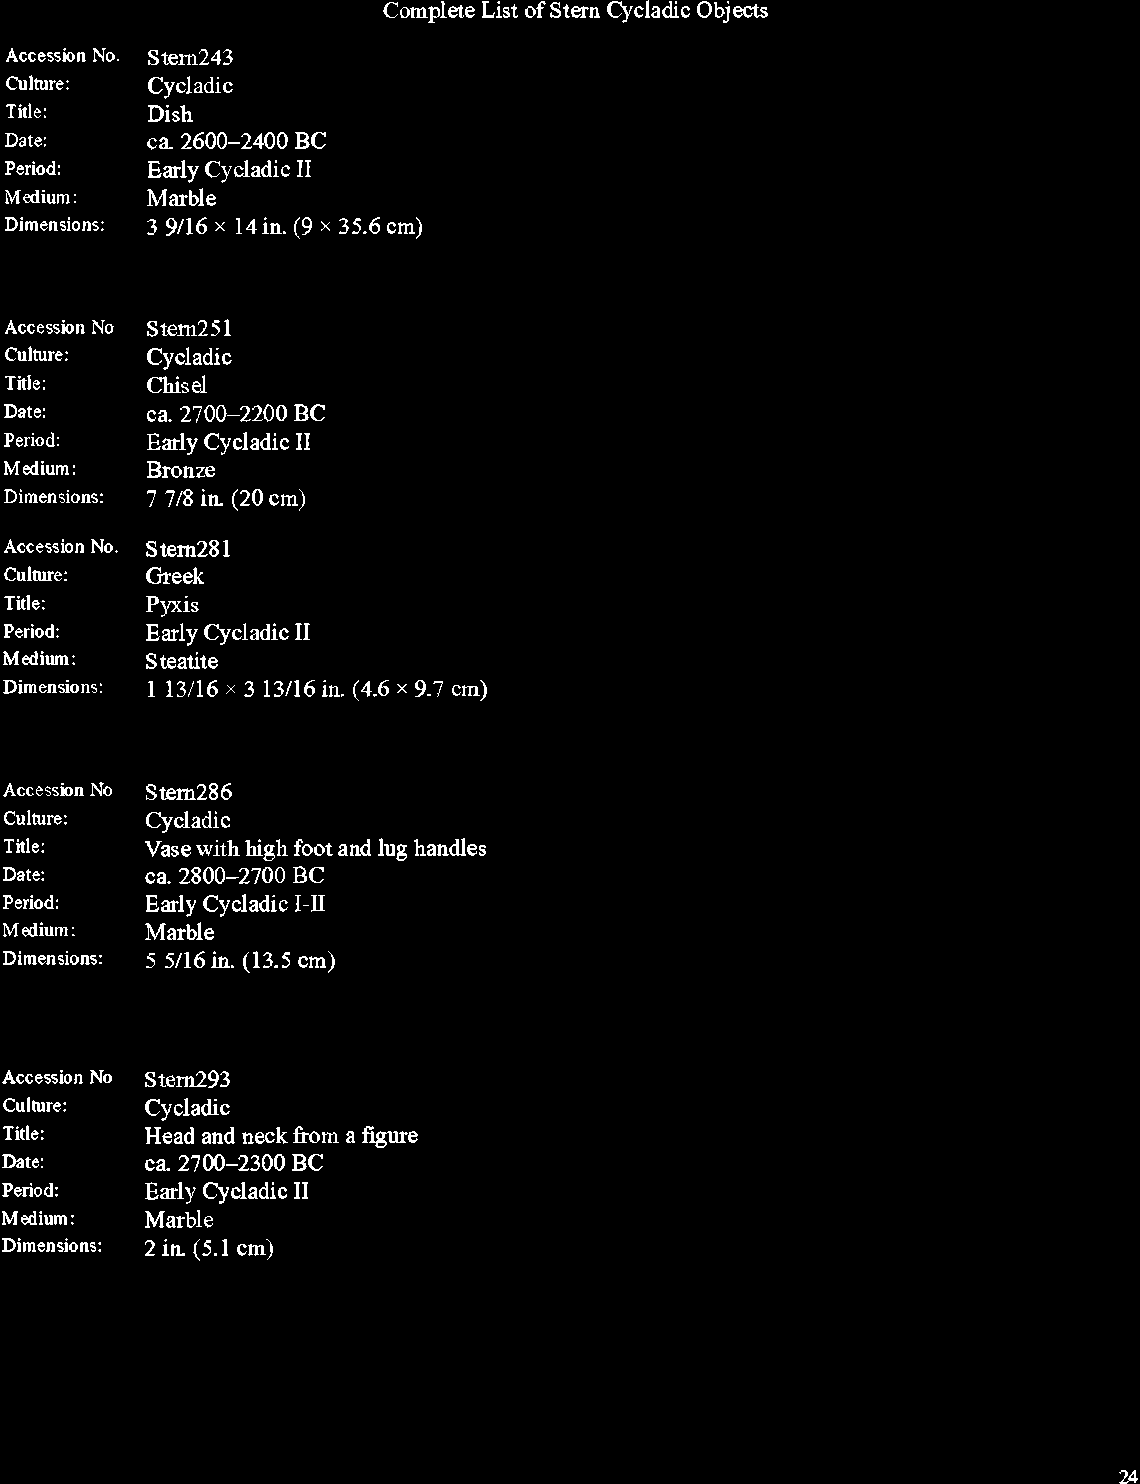 Complete List of Stern Cycladic Objects
Accession No. Stern243
Culture: Cycladic
Title: Dish
Date: ca. 2600–2400 BC
Period: Early Cycladic II
Medium: Marble
Dimensions: 3 9/16 × 14 in. (9 × 35.6 cm)
Accession No Stern251
Culture: Cycladic
Title: Chisel
Date: ca. 2700–2200 BC
Period: Early Cycladic II
Medium: Bronze
Dimensions: 7 7/8 in. (20 cm)
Accession No. Stern281
Culture: Greek
Title: Pyxis
Period: Early Cycladic II
Medium: Steatite
Dimensions: 1 13/16 × 3 13/16 in. (4.6 × 9.7 cm)
Accession No Stern286
Culture: Cycladic
Title: Vase with high foot and lug handles
Date: ca. 2800–2700 BC
Period: Early Cycladic I-II
Medium: Marble
Dimensions: 5 5/16 in. (13.5 cm)
Accession No Stern293
Culture: Cycladic
Title: Head and neck from a figure
Date: ca. 2700–2300 BC
Period: Early Cycladic II
Medium: Marble
Dimensions: 2 in. (5.1 cm)
24